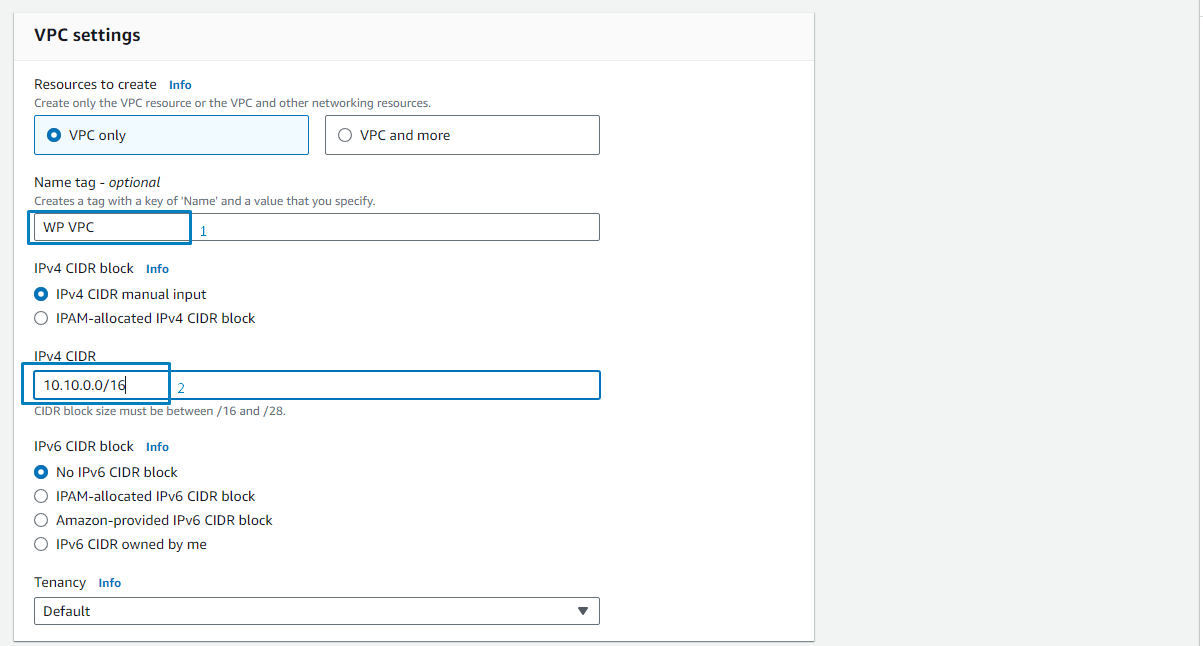 VPC settings
Resources to create Info
Create only the VPC resource or the VPC and other networking resources.
VPC only
VPC and more
Name tag - optional
Creates a tag with a key of 'Name' and a value that you specify.
WP VPC 1
IPv4 CIDR block Info
IPv4 CIDR manual input
IPAM-allocated IPv4 CIDR block
IPv4 CIDR
10.10.0.0/16 2
CIDR block size must be between /16 and /28.
IPv6 CIDR block Info
No IPv6 CIDR block
IPAM-allocated IPv6 CIDR block
Amazon-provided IPv6 CIDR block
IPv6 CIDR owned by me
Tenancy Info
Default